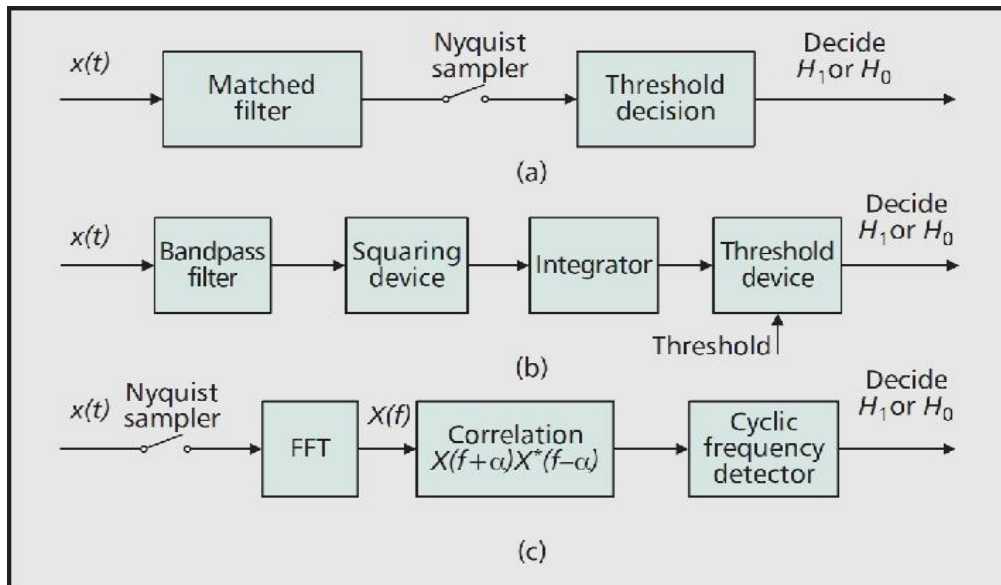 x(t)
Matched
filter
Nyquist
sampler
Threshold
decision
Decide
H₁ or H₀
(a)
x(t)
Bandpass
filter
Squaring
device
Integrator
Threshold
device
Decide
H₁ or H₀
Threshold
(b)
x(t)
Nyquist
sampler
FFT
X(f)
Correlation
X(f+α)X*(f−α)
Cyclic
frequency
detector
Decide
H₁ or H₀
(c)